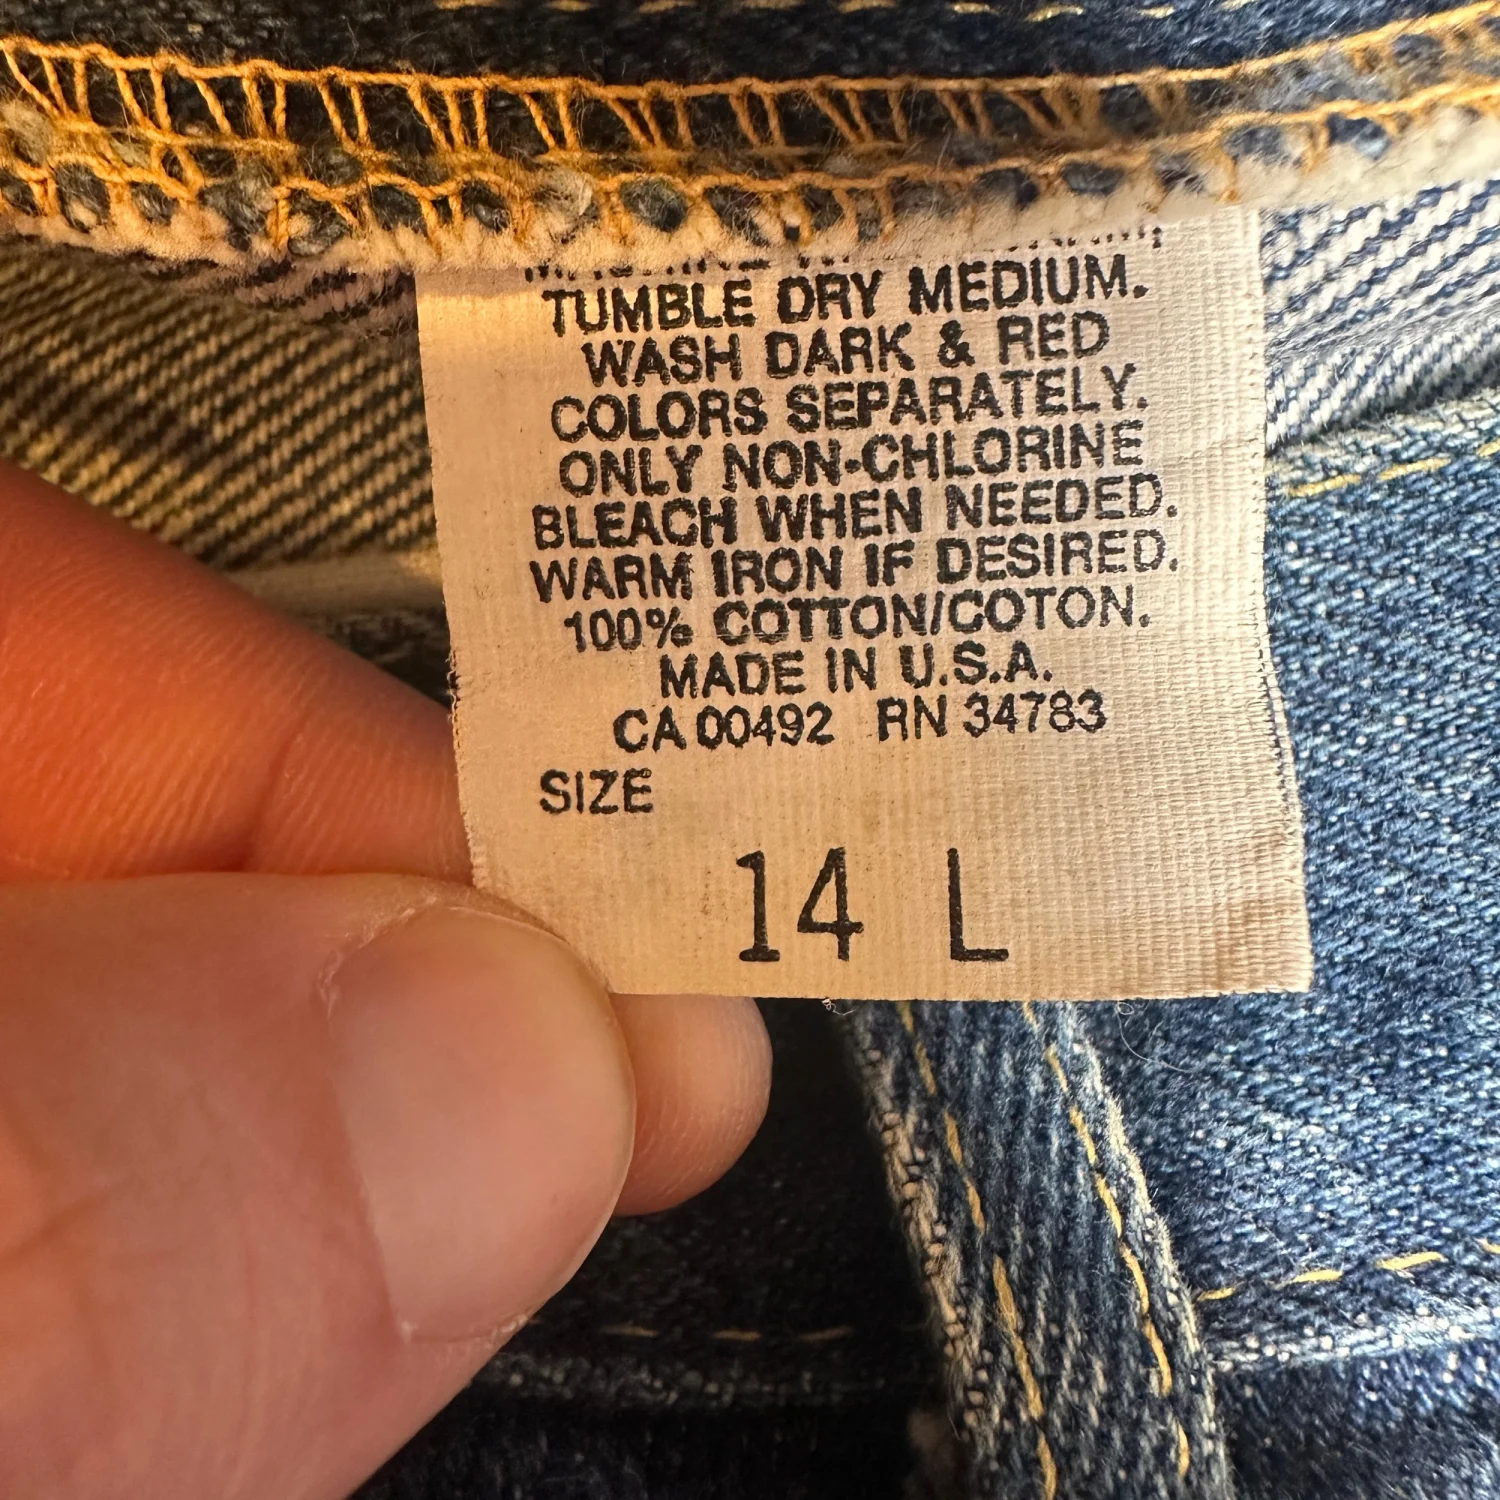 TUMBLE DRY MEDIUM.
WASH DARK & RED
COLORS SEPARATELY.
ONLY NON-CHLORINE
BLEACH WHEN NEEDED.
WARM IRON IF DESIRED.
100% COTTON/COTON.
MADE IN U.S.A.
CA 00492 RN 34783
SIZE
14 L